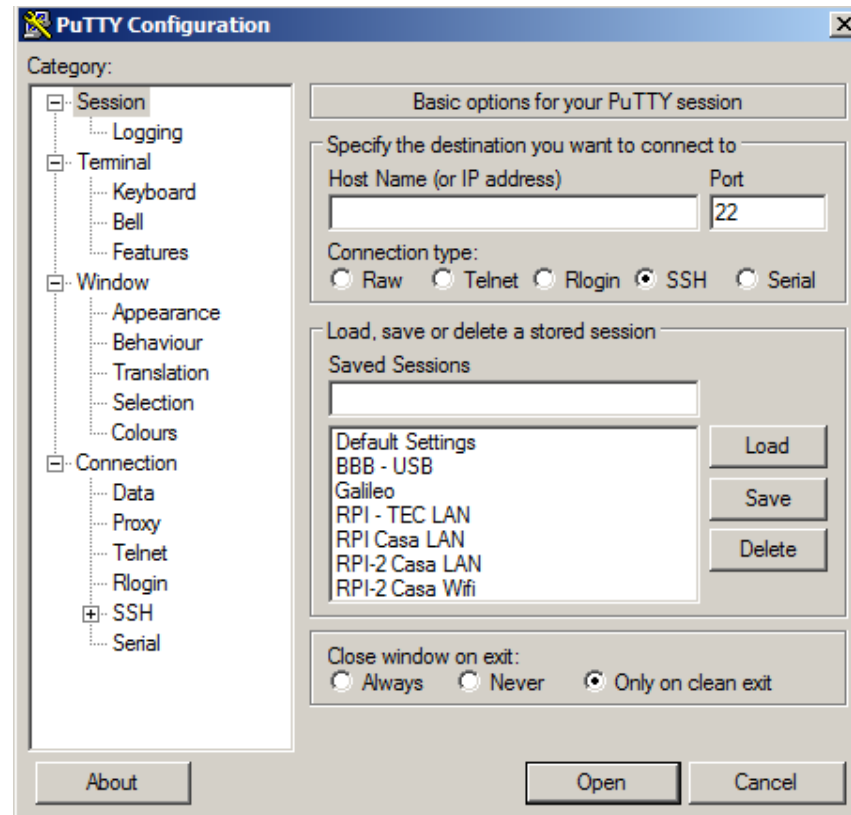 PuTTY Configuration
Category:
Session
Logging
Terminal
Keyboard
Bell
Features
Window
Appearance
Behaviour
Translation
Selection
Colours
Connection
Data
Proxy
Telnet
Rlogin
SSH
Serial
Basic options for your PuTTY session
Specify the destination you want to connect to
Host Name (or IP address) Port
22
Connection type:
Raw Telnet Rlogin SSH Serial
Load, save or delete a stored session
Saved Sessions
Default Settings
BBB - USB
Galileo
RPI - TEC LAN
RPI Casa LAN
RPI-2 Casa LAN
RPI-2 Casa Wifi
Load
Save
Delete
Close window on exit:
Always Never Only on clean exit
About Open Cancel